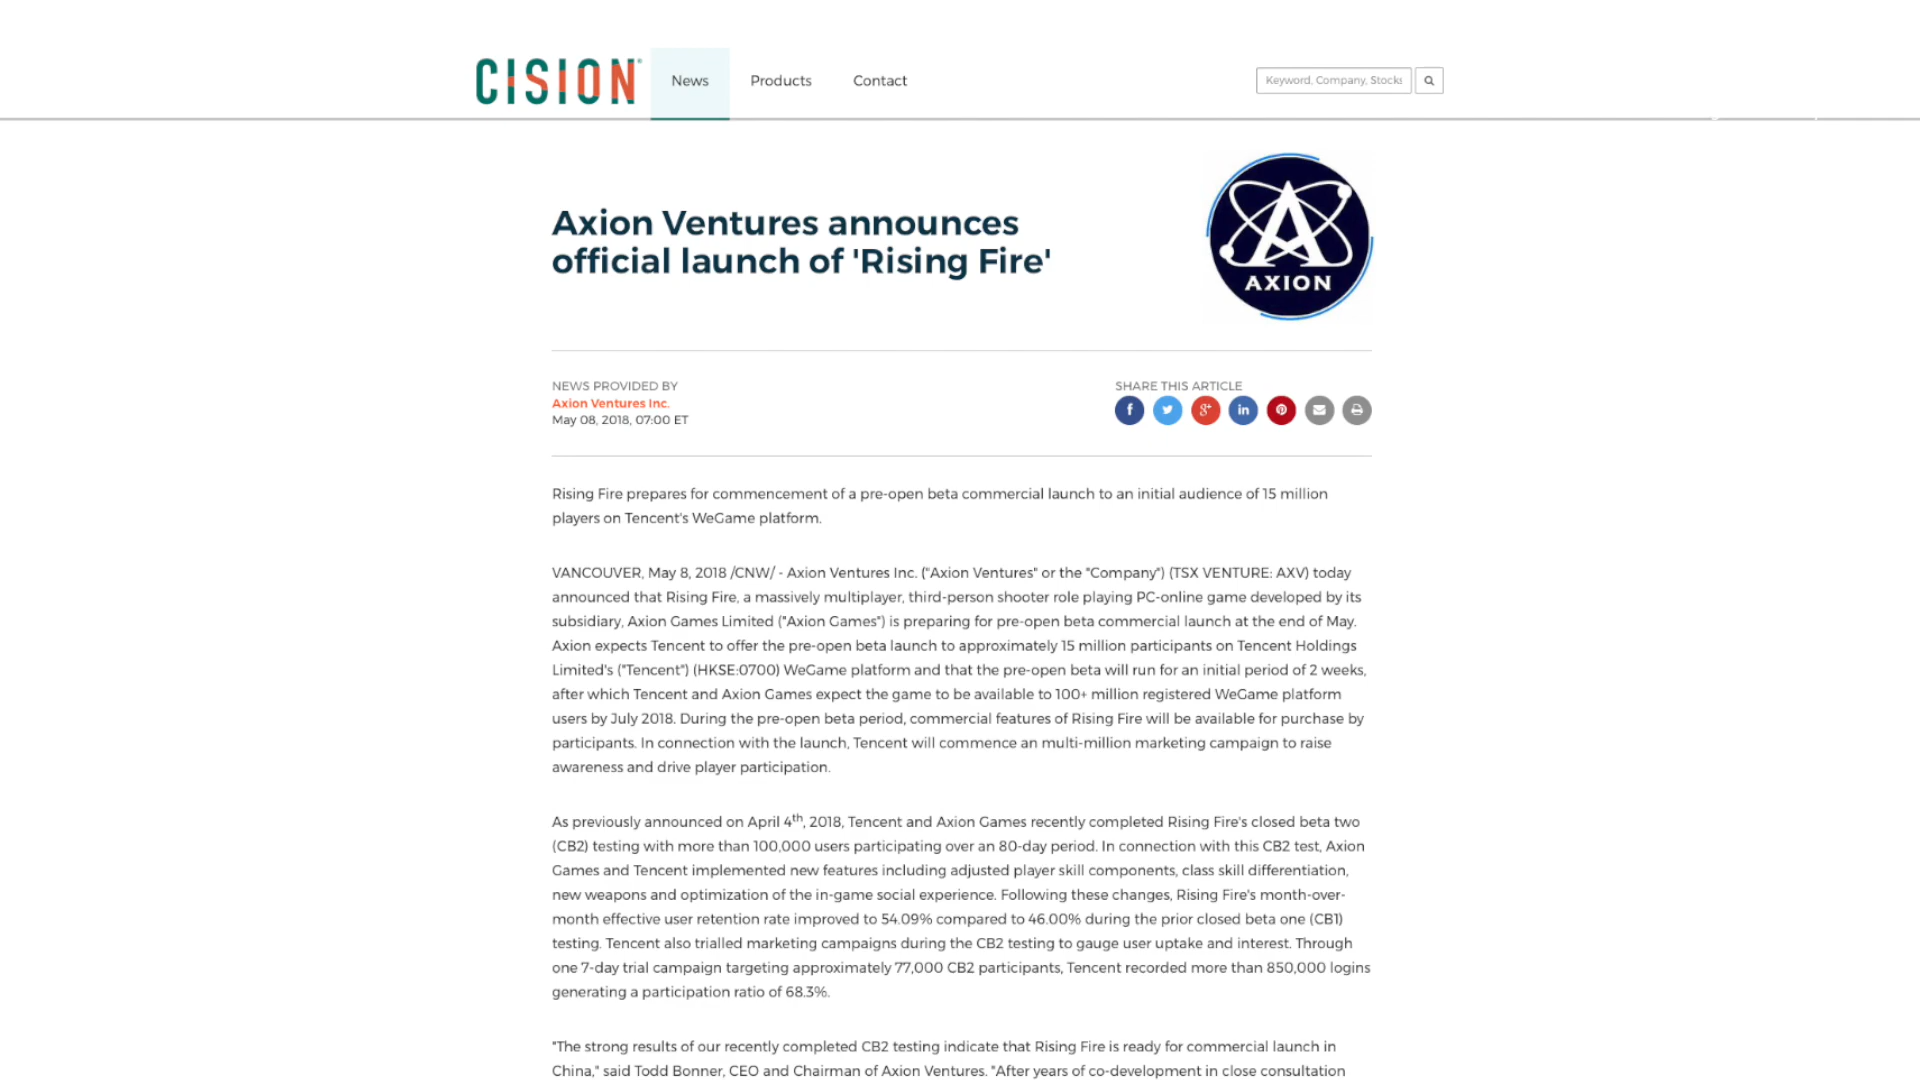 CISION
News
Products
Contact
Keyword, Company, Stocks
Axion Ventures announces
official launch of 'Rising Fire'
AXION
NEWS PROVIDED BY
Axion Ventures Inc.
May 08, 2018, 07:00 ET
SHARE THIS ARTICLE
Rising Fire prepares for commencement of a pre-open beta commercial launch to an initial audience of 15 million
players on Tencent's WeGame platform.
VANCOUVER, May 8, 2018 /CNW/ - Axion Ventures Inc. ("Axion Ventures" or the "Company") (TSX VENTURE: AXV) today
announced that Rising Fire, a massively multiplayer, third-person shooter role playing PC-online game developed by its
subsidiary, Axion Games Limited ("Axion Games") is preparing for pre-open beta commercial launch at the end of May.
Axion expects Tencent to offer the pre-open beta launch to approximately 15 million participants on Tencent Holdings
Limited's ("Tencent") (HKSE:0700) WeGame platform and that the pre-open beta will run for an initial period of 2 weeks,
after which Tencent and Axion Games expect the game to be available to 100+ million registered WeGame platform
users by July 2018. During the pre-open beta period, commercial features of Rising Fire will be available for purchase by
participants. In connection with the launch, Tencent will commence an multi-million marketing campaign to raise
awareness and drive player participation.
As previously announced on April 4th, 2018, Tencent and Axion Games recently completed Rising Fire's closed beta two
(CB2) testing with more than 100,000 users participating over an 80-day period. In connection with this CB2 test, Axion
Games and Tencent implemented new features including adjusted player skill components, class skill differentiation,
new weapons and optimization of the in-game social experience. Following these changes, Rising Fire's month-over-
month effective user retention rate improved to 54.09% compared to 46.00% during the prior closed beta one (CB1)
testing. Tencent also trialled marketing campaigns during the CB2 testing to gauge user uptake and interest. Through
one 7-day trial campaign targeting approximately 77,000 CB2 participants, Tencent recorded more than 850,000 logins
generating a participation ratio of 68.3%.
"The strong results of our recently completed CB2 testing indicate that Rising Fire is ready for commercial launch in
China," said Todd Bonner, CEO and Chairman of Axion Ventures. "After years of co-development in close consultation